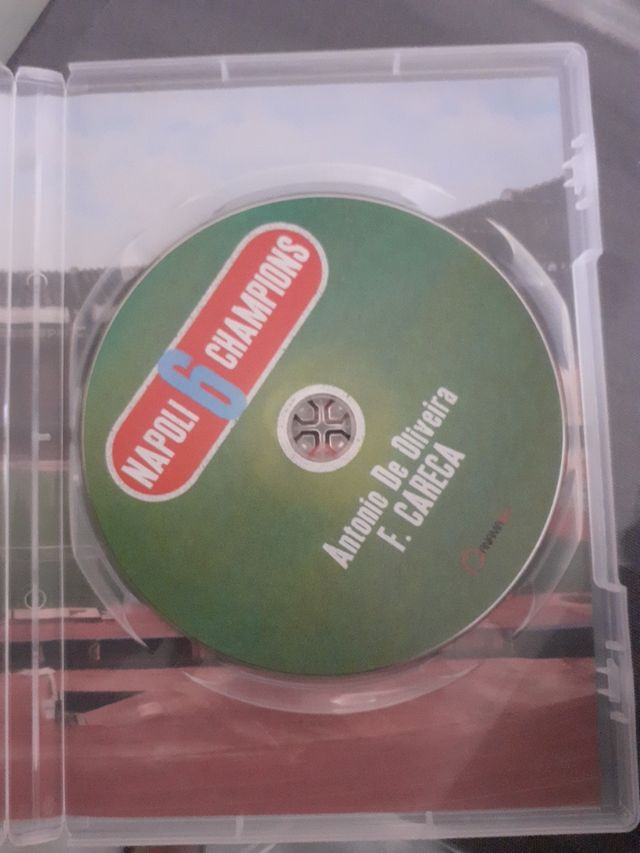 NAPOLI 6 CHAMPIONS
Antonio De Oliveira
F. CARECA